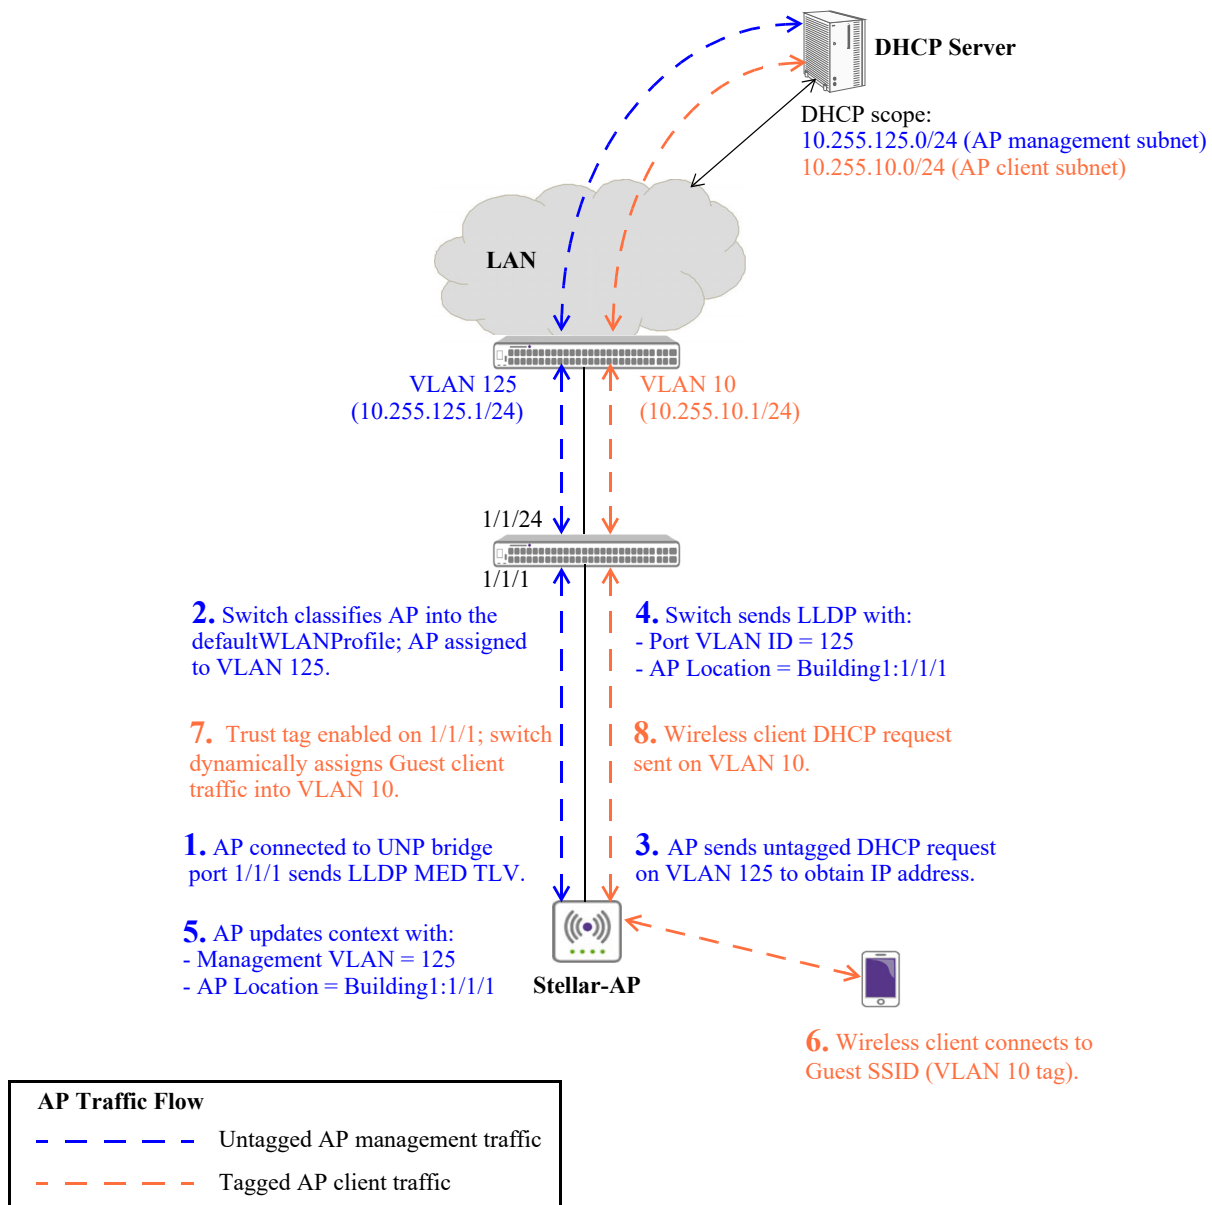 DHCP Server
DHCP scope:
10.255.125.0/24 (AP management subnet)
10.255.10.0/24 (AP client subnet)
LAN
VLAN 125
(10.255.125.1/24)
VLAN 10
(10.255.10.1/24)
1/1/24
1/1/1
2. Switch classifies AP into the
defaultWLANProfile; AP assigned
to VLAN 125.
4. Switch sends LLDP with:
- Port VLAN ID = 125
- AP Location = Building1:1/1/1
7. Trust tag enabled on 1/1/1; switch
dynamically assigns Guest client
traffic into VLAN 10.
8. Wireless client DHCP request
sent on VLAN 10.
1. AP connected to UNP bridge
port 1/1/1 sends LLDP MED TLV.
3. AP sends untagged DHCP request
on VLAN 125 to obtain IP address.
5. AP updates context with:
- Management VLAN = 125
- AP Location = Building1:1/1/1
Stellar-AP
6. Wireless client connects to
Guest SSID (VLAN 10 tag).
AP Traffic Flow
Untagged AP management traffic
Tagged AP client traffic